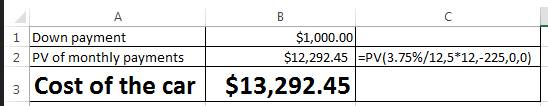 A B C
1 Down payment $1,000.00
2 PV of monthly payments $12,292.45 =PV(3.75%/12,5*12,-225,0,0)
3 Cost of the car $13,292.45